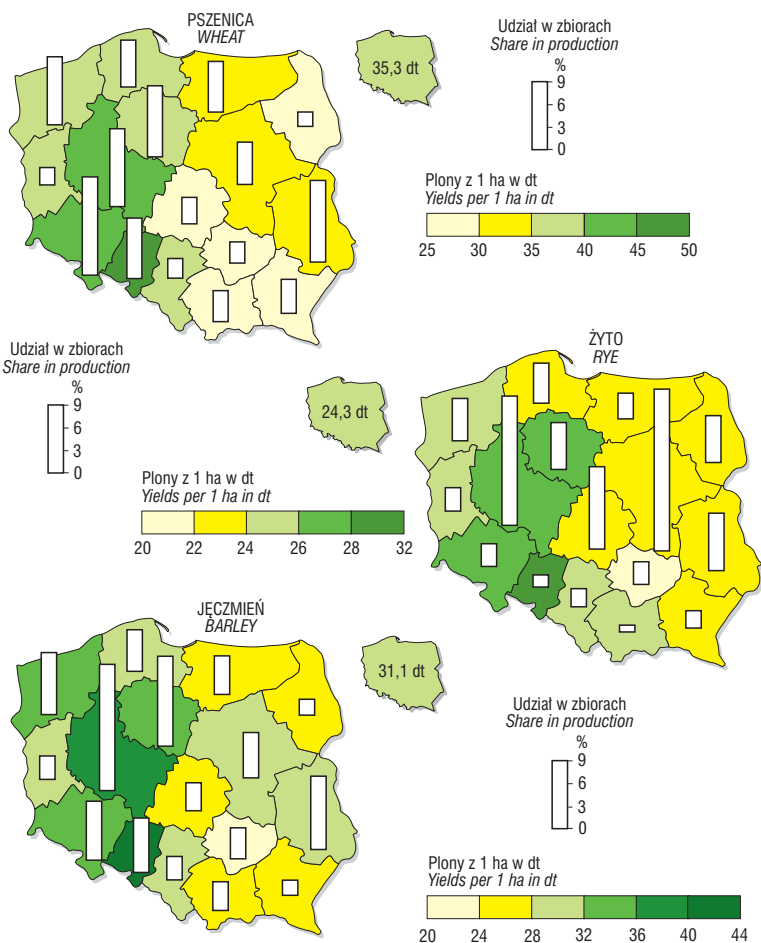 PSZENICA
WHEAT
35,3 dt
Udział w zbiorach
Share in production
%
9
6
3
0
Plony z 1 ha w dt
Yields per 1 ha in dt
25 30 35 40 45 50
Udział w zbiorach
Share in production
%
9
6
3
0
24,3 dt
Plony z 1 ha w dt
Yields per 1 ha in dt
20 22 24 26 28 32
ŻYTO
RYE
JĘCZMIEŃ
BARLEY
31,1 dt
Udział w zbiorach
Share in production
%
9
6
3
0
Plony z 1 ha w dt
Yields per 1 ha in dt
20 24 28 32 36 40 44